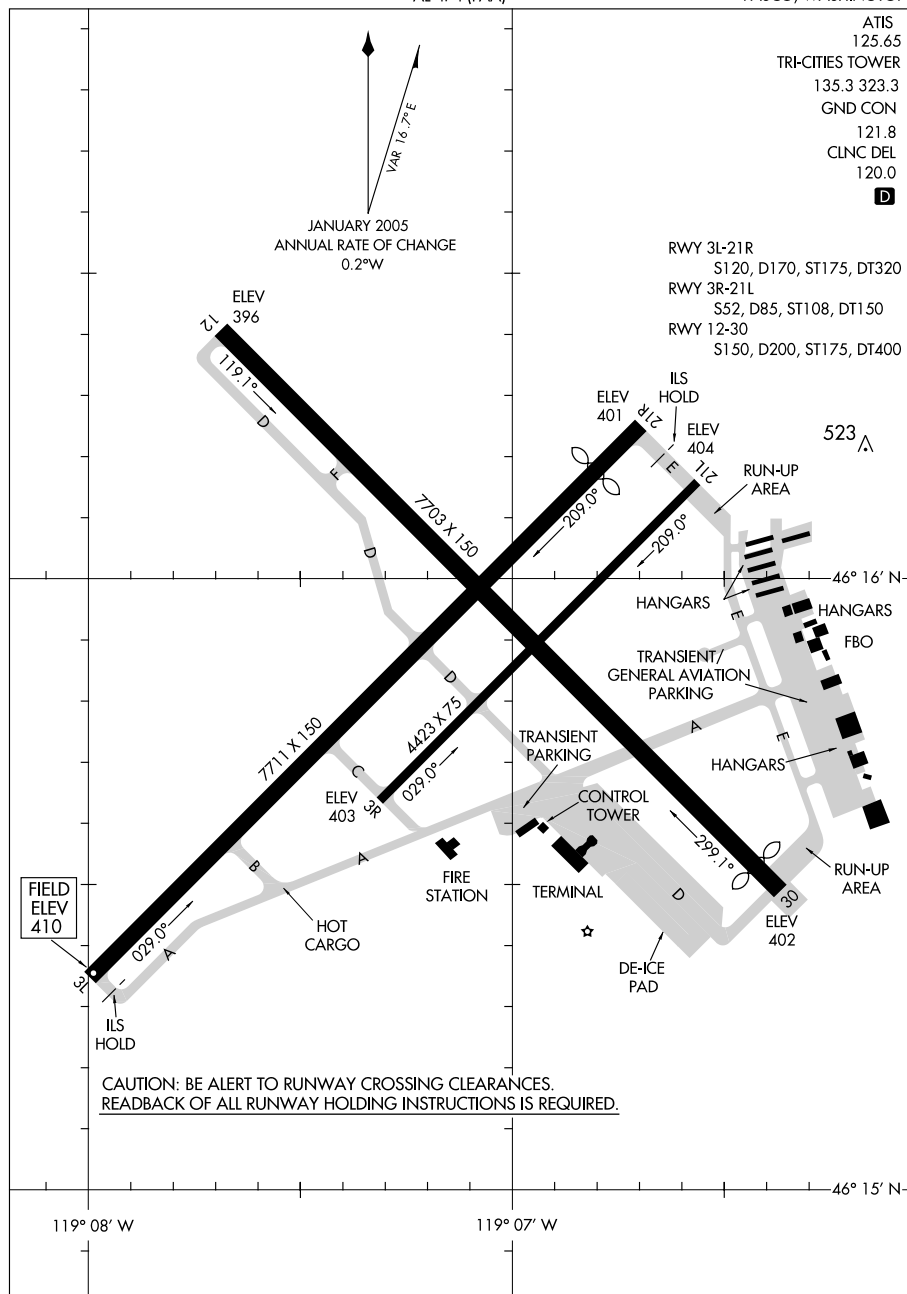 ATIS
125.65
TRI-CITIES TOWER
135.3 323.3
GND CON
121.8
CLNC DEL
120.0
D
VAR 16.7° E
JANUARY 2005
ANNUAL RATE OF CHANGE
0.2°W
RWY 3L-21R
S120, D170, ST175, DT320
RWY 3R-21L
S52, D85, ST108, DT150
RWY 12-30
S150, D200, ST175, DT400
ELEV
396
12
119.1°
D
F
D
7703 X 150
ELEV
401
21R
ILS
HOLD
ELEV
404
21L
E
523
RUN-UP
AREA
209.0°
209.0°
46° 16' N
HANGARS
E
HANGARS
FBO
TRANSIENT/
GENERAL AVIATION
PARKING
D
7711 X 150
4423 X 75
C
029.0°
ELEV
403
3R
TRANSIENT
PARKING
A
E
HANGARS
CONTROL
TOWER
299.1°
B
A
FIRE
STATION
TERMINAL
D
RUN-UP
AREA
30
ELEV
402
FIELD
ELEV
410
029.0°
A
HOT
CARGO
DE-ICE
PAD
3L
ILS
HOLD
CAUTION: BE ALERT TO RUNWAY CROSSING CLEARANCES.
READBACK OF ALL RUNWAY HOLDING INSTRUCTIONS IS REQUIRED.
46° 15' N
119° 08' W
119° 07' W